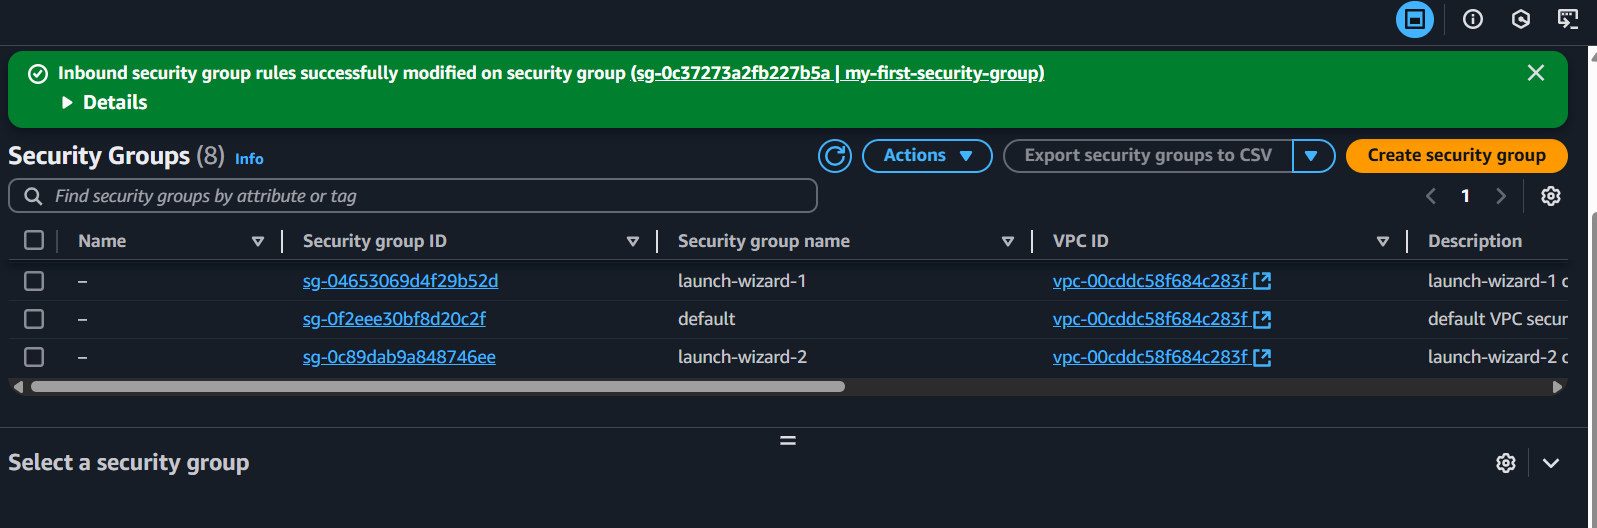 Inbound security group rules successfully modified on security group (sg-0c37273a2fb227b5a | my-first-security-group)
Details
Security Groups (8) Info
Actions
Export security groups to CSV
Create security group
Find security groups by attribute or tag
1
Name Security group ID Security group name VPC ID Description
– sg-04653069d4f29b52d launch-wizard-1 vpc-00cddc58f684c283f launch-wizard-1 c
– sg-0f2eee30bf8d20c2f default vpc-00cddc58f684c283f default VPC secur
– sg-0c89dab9a848746ee launch-wizard-2 vpc-00cddc58f684c283f launch-wizard-2 c
Select a security group